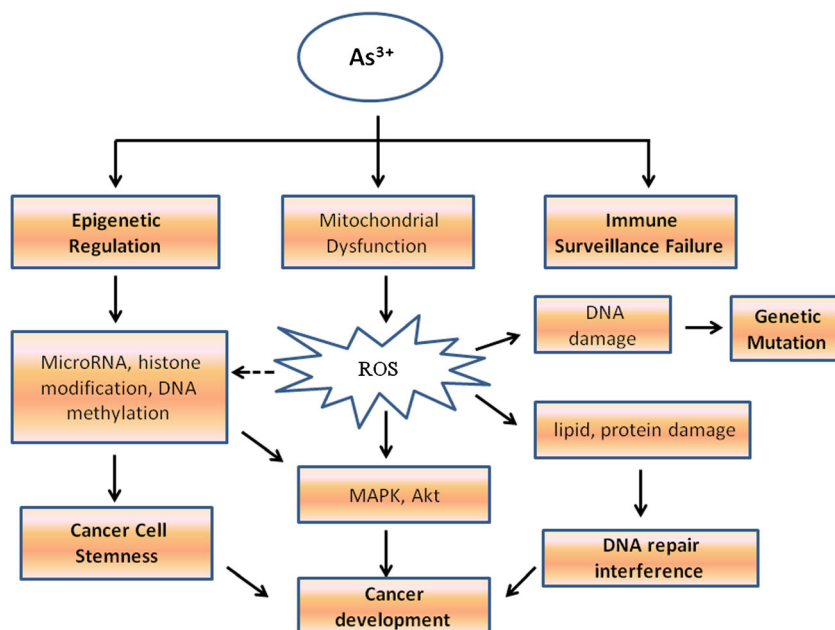 As³⁺
Epigenetic
Regulation
Mitochondrial
Dysfunction
Immune
Surveillance Failure
MicroRNA, histone
modification, DNA
methylation
ROS
DNA
damage
Genetic
Mutation
lipid, protein damage
MAPK, Akt
Cancer Cell
Stemness
DNA repair
interference
Cancer
development